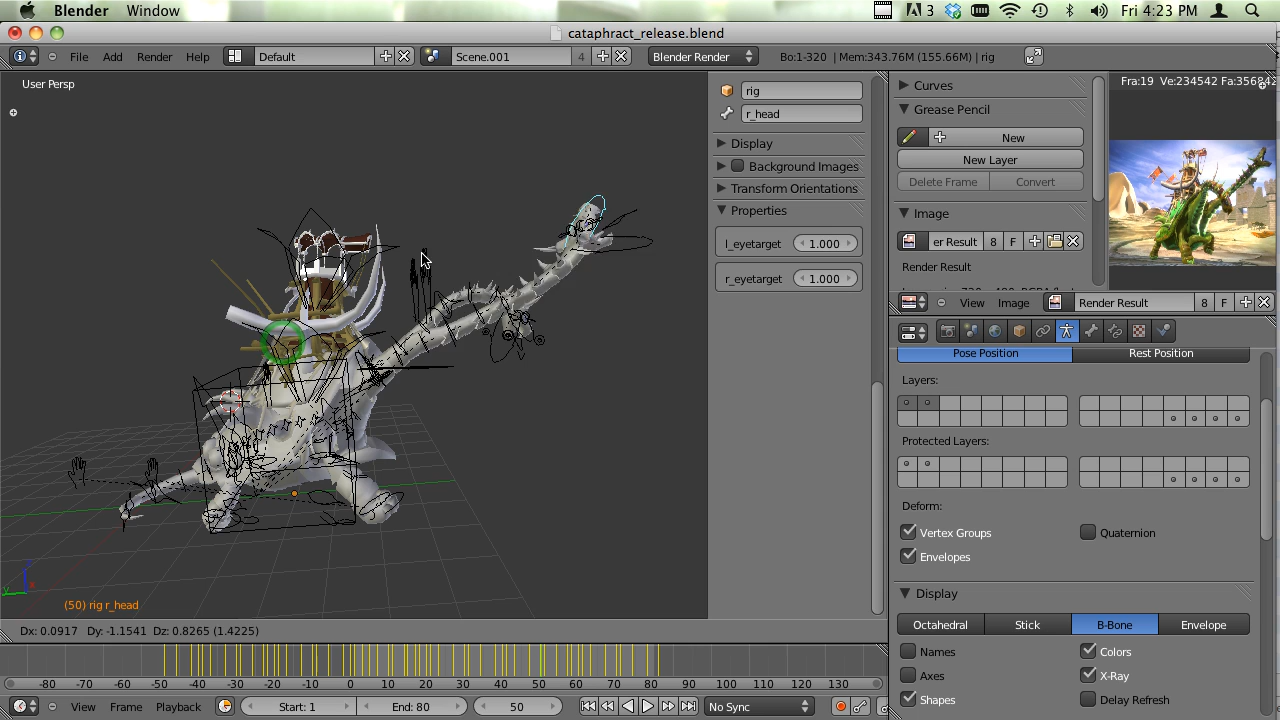 Blender Window 3 Fri 4:23 PM
cataphract_release.blend
File Add Render Help Default Scene.001 4 Blender Render Bo:1-320 | Mem:343.76M (155.66M) | rig
User Persp
rig
r_head
Display
Background Images
Transform Orientations
Properties
l_eyetarget 1.000
r_eyetarget 1.000
Curves
Grease Pencil
New
New Layer
Delete Frame Convert
Image
er Result 8 F
Render Result
Fra:19 Ve:234542 Fa:356842
View Image Render Result 8 F
Pose Position Rest Position
Layers:
Protected Layers:
Deform:
Vertex Groups Quaternion
Envelopes
Display
Octahedral Stick B-Bone Envelope
Names Colors
Axes X-Ray
Shapes Delay Refresh
(50) rig r_head
Dx: 0.0917 Dy: -1.1541 Dz: 0.8265 (1.4225)
-80 -70 -60 -50 -40 -30 -20 -10 0 10 20 30 40 50 60 70 80 90 100 110 120 130
View Frame Playback Start: 1 End: 80 50 No Sync